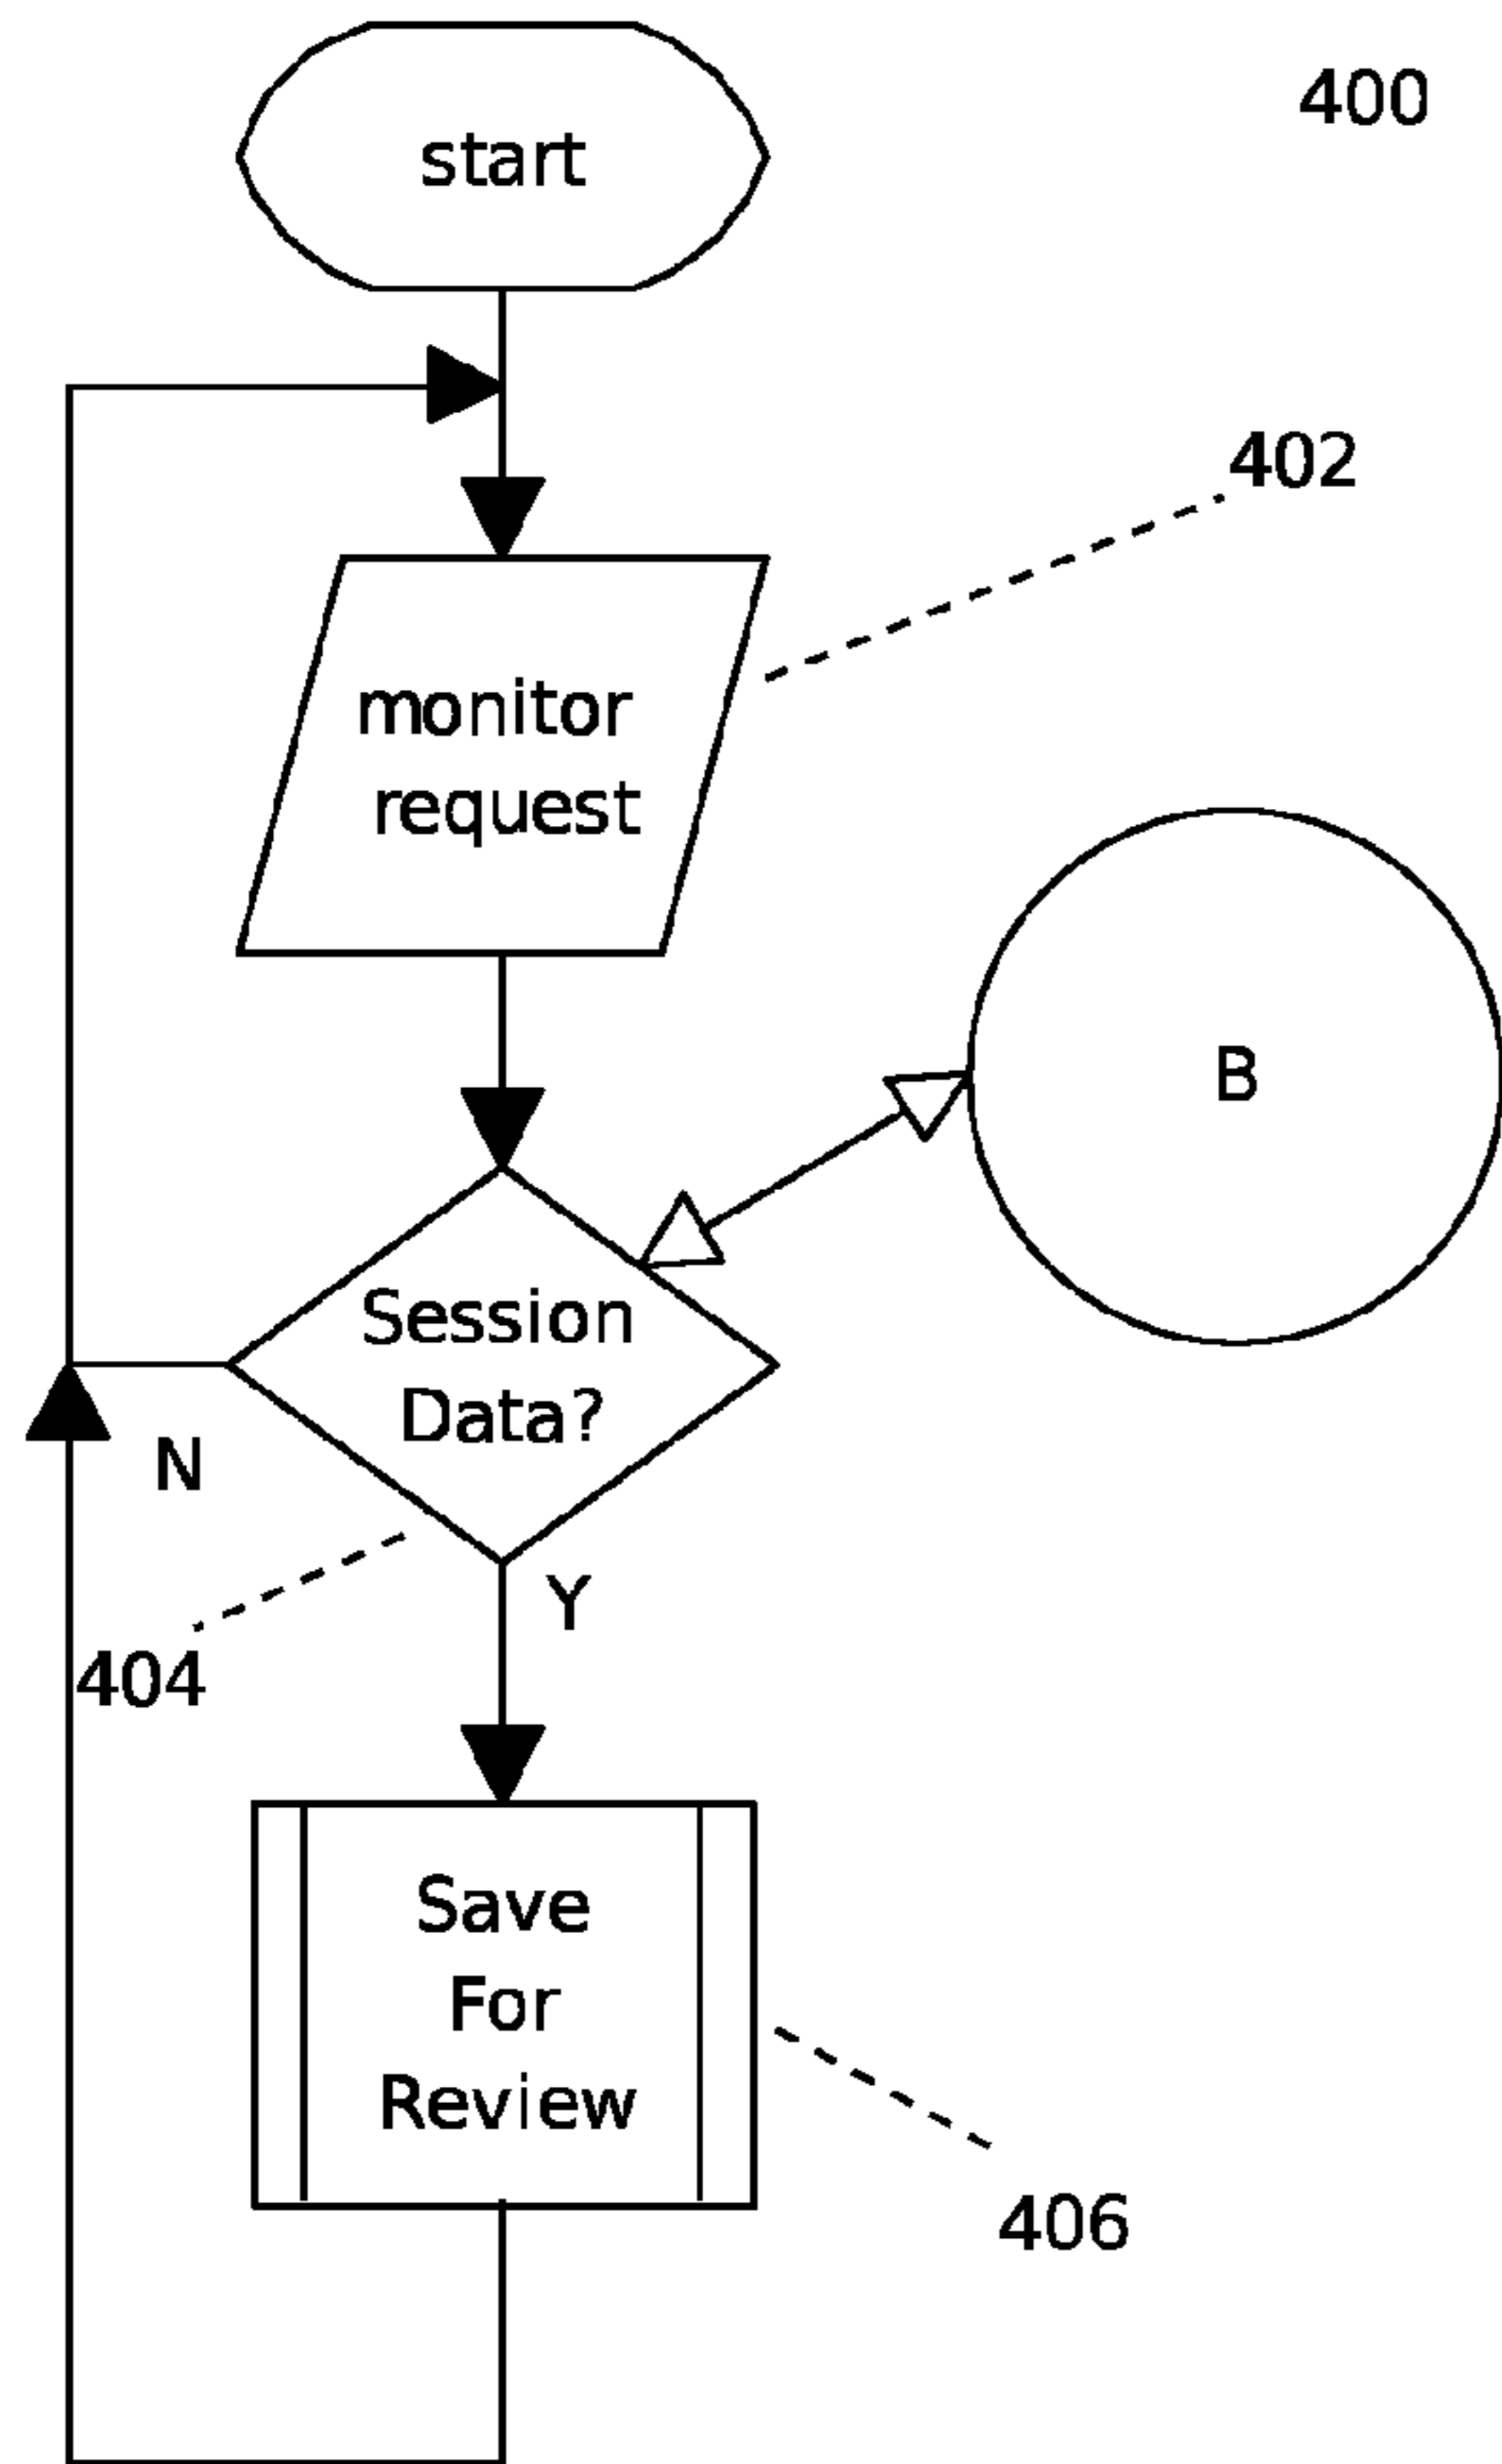 start
400
402
monitor
request
B
Session
Data?
N
Y
404
Save
For
Review
406